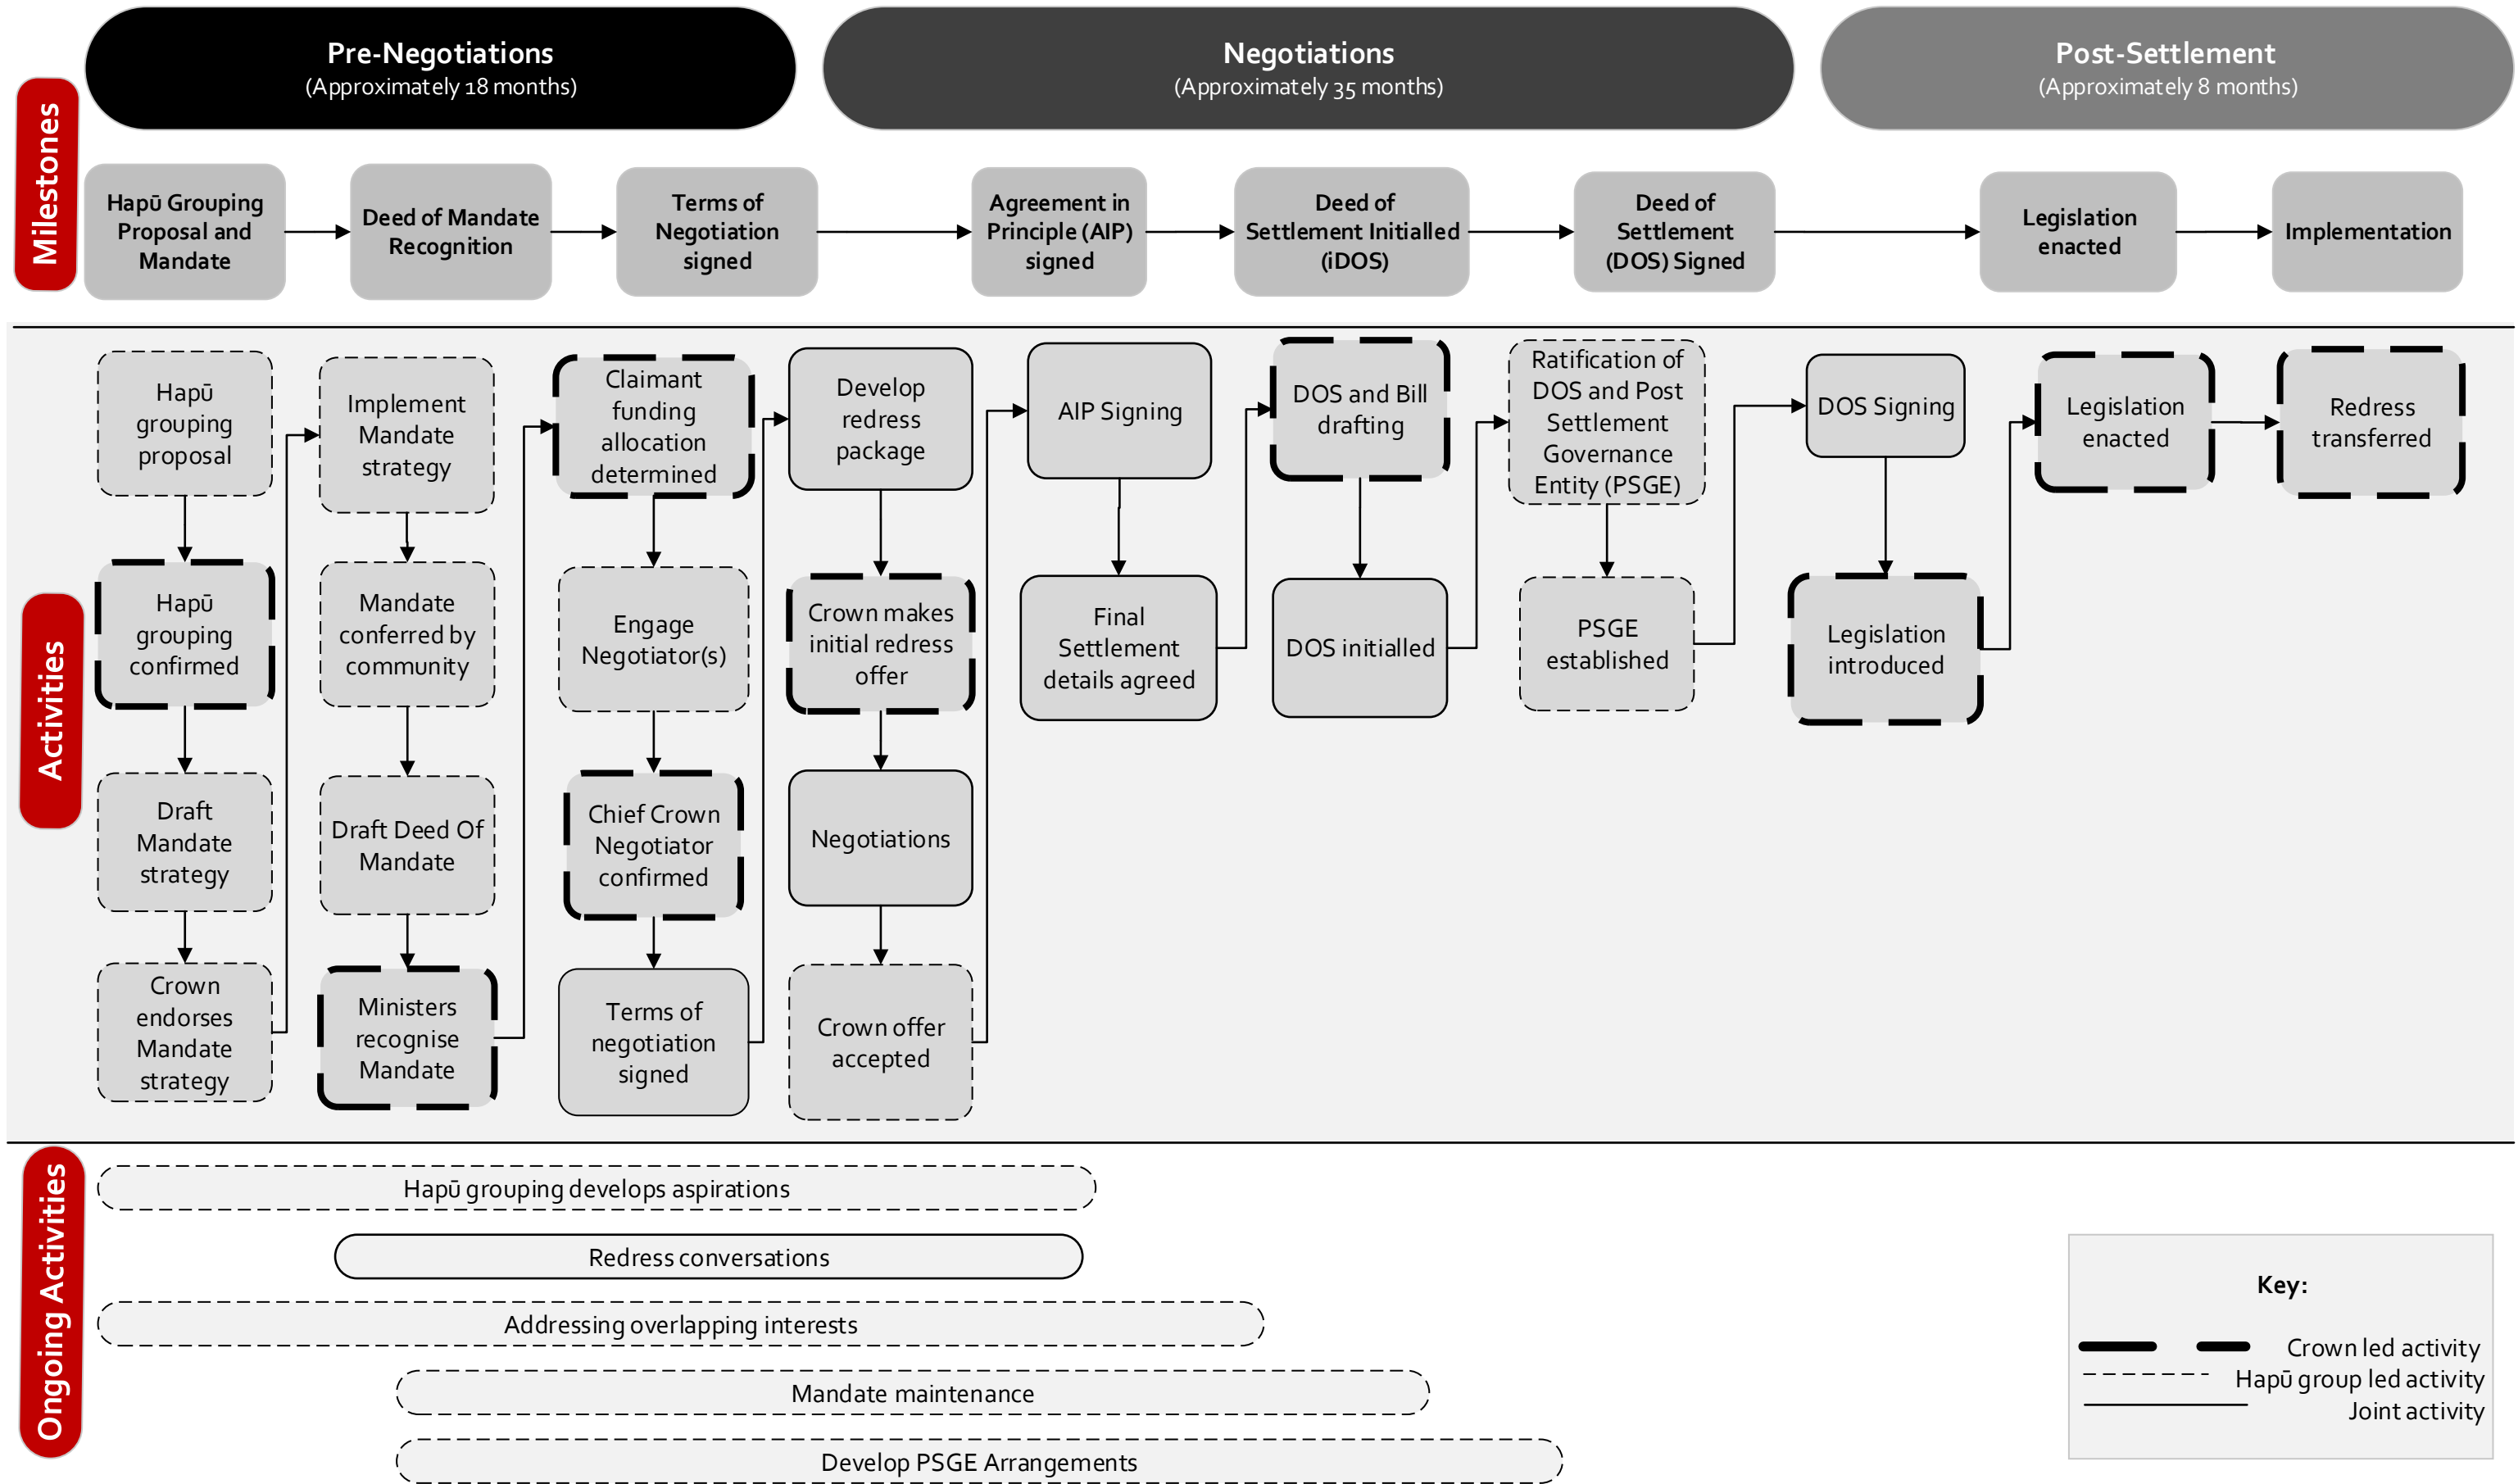 Pre-Negotiations
(Approximately 18 months)
Negotiations
(Approximately 35 months)
Post-Settlement
(Approximately 8 months)
Milestones
Hapū Grouping
Proposal and
Mandate
Deed of Mandate
Recognition
Terms of
Negotiation
signed
Agreement in
Principle (AIP)
signed
Deed of
Settlement Initialled
(iDOS)
Deed of
Settlement
(DOS) Signed
Legislation
enacted
Implementation
Activities
Hapū
grouping
proposal
Hapū
grouping
confirmed
Draft
Mandate
strategy
Crown
endorses
Mandate
strategy
Implement
Mandate
strategy
Mandate
conferred by
community
Draft Deed Of
Mandate
Ministers
recognise
Mandate
Claimant
funding
allocation
determined
Engage
Negotiator(s)
Chief Crown
Negotiator
confirmed
Terms of
negotiation
signed
Develop
redress
package
Crown makes
initial redress
offer
Negotiations
Crown offer
accepted
AIP Signing
Final
Settlement
details agreed
DOS and Bill
drafting
DOS initialled
Ratification of
DOS and Post
Settlement
Governance
Entity (PSGE)
PSGE
established
DOS Signing
Legislation
introduced
Legislation
enacted
Redress
transferred
Ongoing Activities
Hapū grouping develops aspirations
Redress conversations
Addressing overlapping interests
Mandate maintenance
Develop PSGE Arrangements
Key:
Crown led activity
Hapū group led activity
Joint activity